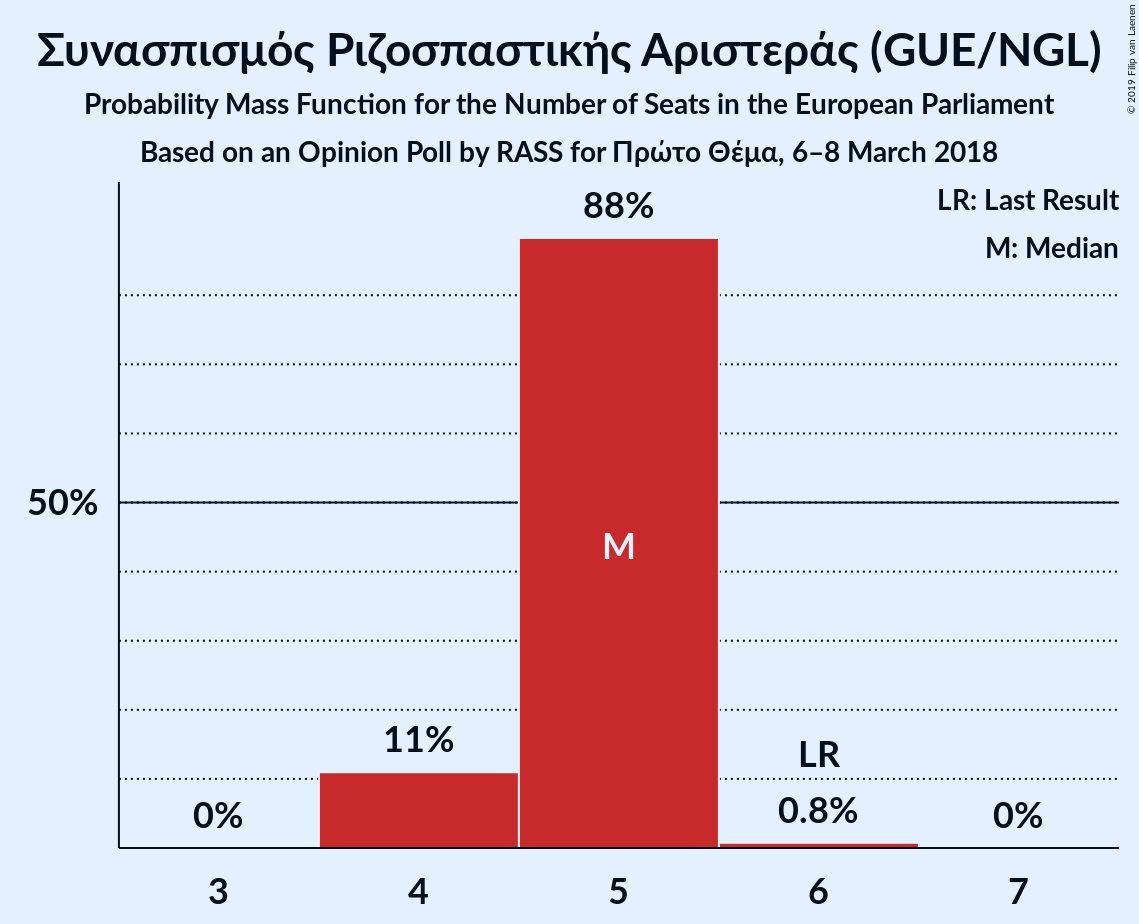 Συνασπισμός Ριζοσπαστικής Αριστεράς (GUE/NGL)
Probability Mass Function for the Number of Seats in the European Parliament
Based on an Opinion Poll by RASS for Πρώτο Θέμα, 6–8 March 2018
© 2019 Filip van Laenen
LR: Last Result
M: Median
88%
50%
M
11%
LR
0%
0.8%
0%
3 4 5 6 7